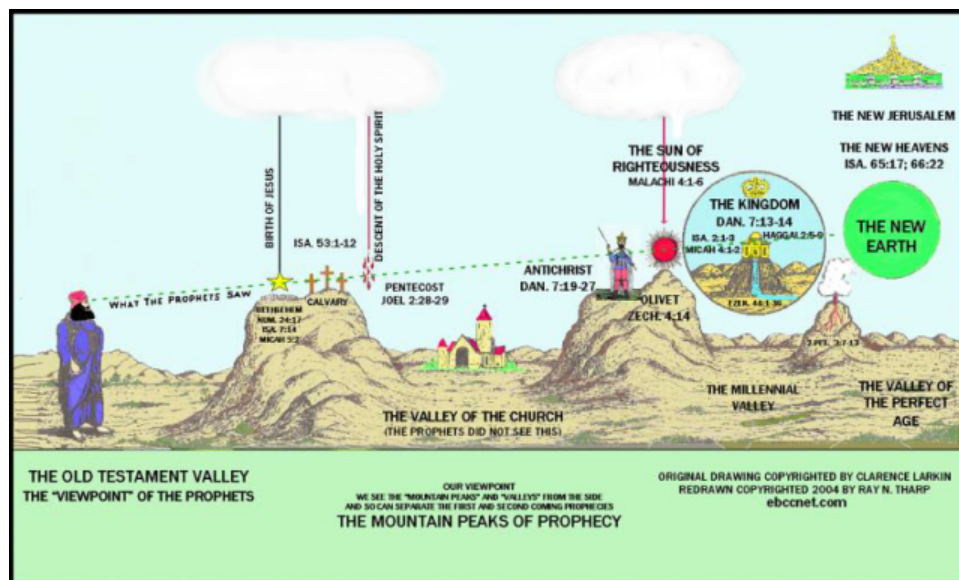 THE NEW JERUSALEM
THE NEW HEAVENS
ISA. 65:17; 66:22
THE NEW
EARTH
THE SUN OF
RIGHTEOUSNESS
MALACHI 4:1-6
THE KINGDOM
DAN. 7:13-14
ISA. 2:1-3
MICAH 4:1-2
HAGGAI 2:5-9
BIRTH OF JESUS
DESCENT OF THE HOLY SPIRIT
ISA. 53:1-12
WHAT THE PROPHETS SAW
BETHLEHEM
NUM. 24:17
ISA. 7:14
MICAH 5:2
CALVARY
PENTECOST
JOEL 2:28-29
ANTICHRIST
DAN. 7:19-27
OLIVET
ZECH. 4:14
2 PET. 3:7-13
THE VALLEY OF THE CHURCH
(THE PROPHETS DID NOT SEE THIS)
THE MILLENNIAL
VALLEY
THE VALLEY OF
THE PERFECT
AGE
THE OLD TESTAMENT VALLEY
THE "VIEWPOINT" OF THE PROPHETS
OUR VIEWPOINT
WE SEE THE "MOUNTAIN PEAKS" AND "VALLEYS" FROM THE SIDE
AND SO CAN SEPARATE THE FIRST AND SECOND COMING PROPHECIES
THE MOUNTAIN PEAKS OF PROPHECY
ORIGINAL DRAWING COPYRIGHTED BY CLARENCE LARKIN
REDRAWN COPYRIGHTED 2004 BY RAY N. THARP
ebccnet.com